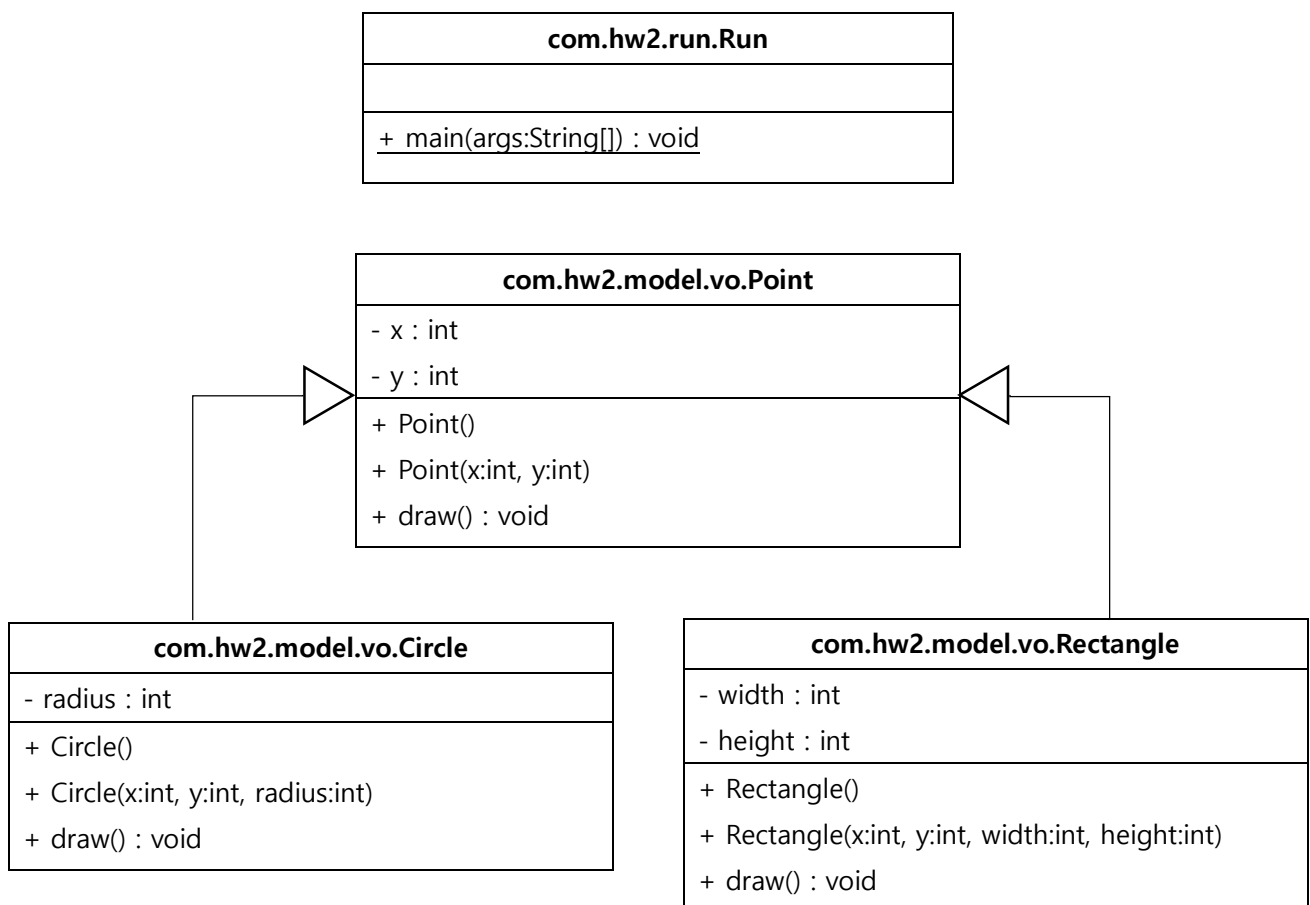 com.hw2.run.Run
+ main(args:String[]) : void
com.hw2.model.vo.Point
- x : int
- y : int
+ Point()
+ Point(x:int, y:int)
+ draw() : void
com.hw2.model.vo.Circle
- radius : int
+ Circle()
+ Circle(x:int, y:int, radius:int)
+ draw() : void
com.hw2.model.vo.Rectangle
- width : int
- height : int
+ Rectangle()
+ Rectangle(x:int, y:int, width:int, height:int)
+ draw() : void